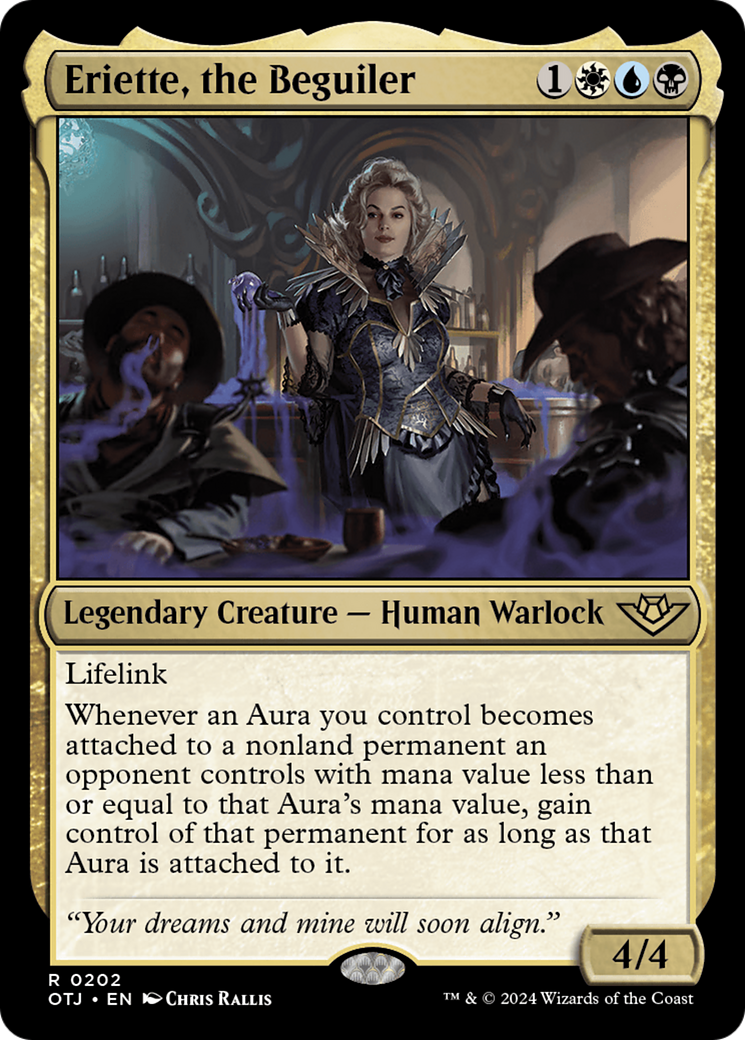 Eriette, the Beguiler 1
Legendary Creature — Human Warlock
Lifelink
Whenever an Aura you control becomes
attached to a nonland permanent an
opponent controls with mana value less than
or equal to that Aura's mana value, gain
control of that permanent for as long as that
Aura is attached to it.
“Your dreams and mine will soon align.”
4/4
R 0202
OTJ • EN Chris Rallis
™ & © 2024 Wizards of the Coast